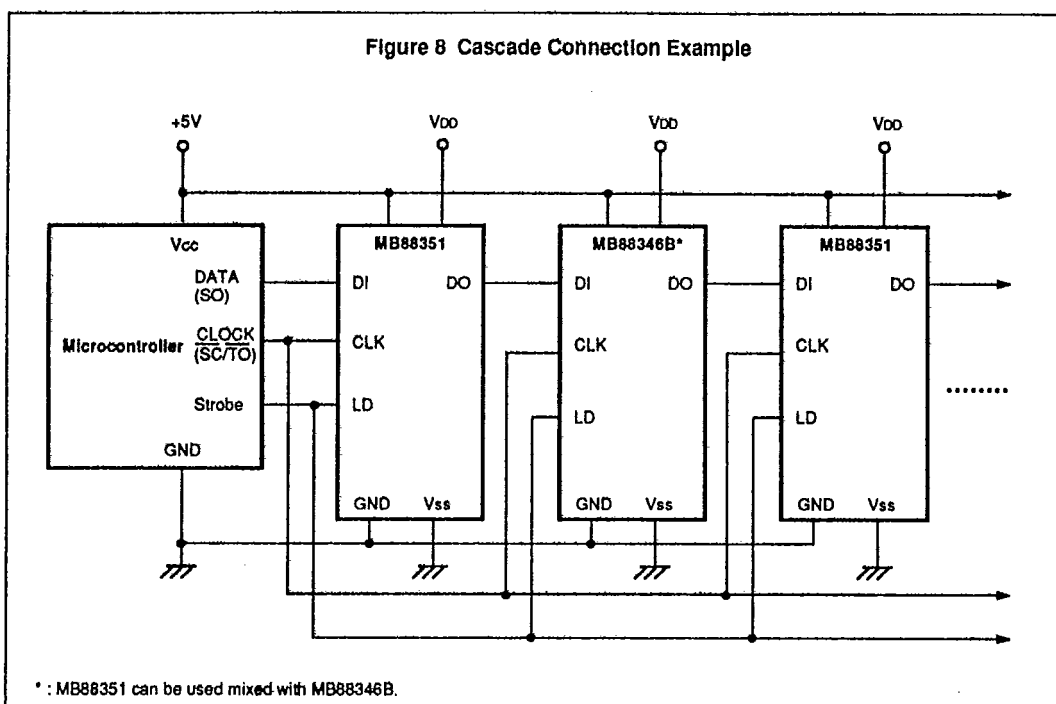 Figure 8 Cascade Connection Example
+5V
VDD
VDD
VDD
Vcc
DATA
(SO)
Microcontroller
CLOCK
(SC/TO)
Strobe
GND
MB88351
DI
DO
CLK
LD
GND
Vss
MB88346B*
DI
DO
CLK
LD
GND
Vss
MB88351
DI
DO
CLK
LD
GND
Vss
........
* : MB88351 can be used mixed with MB88346B.